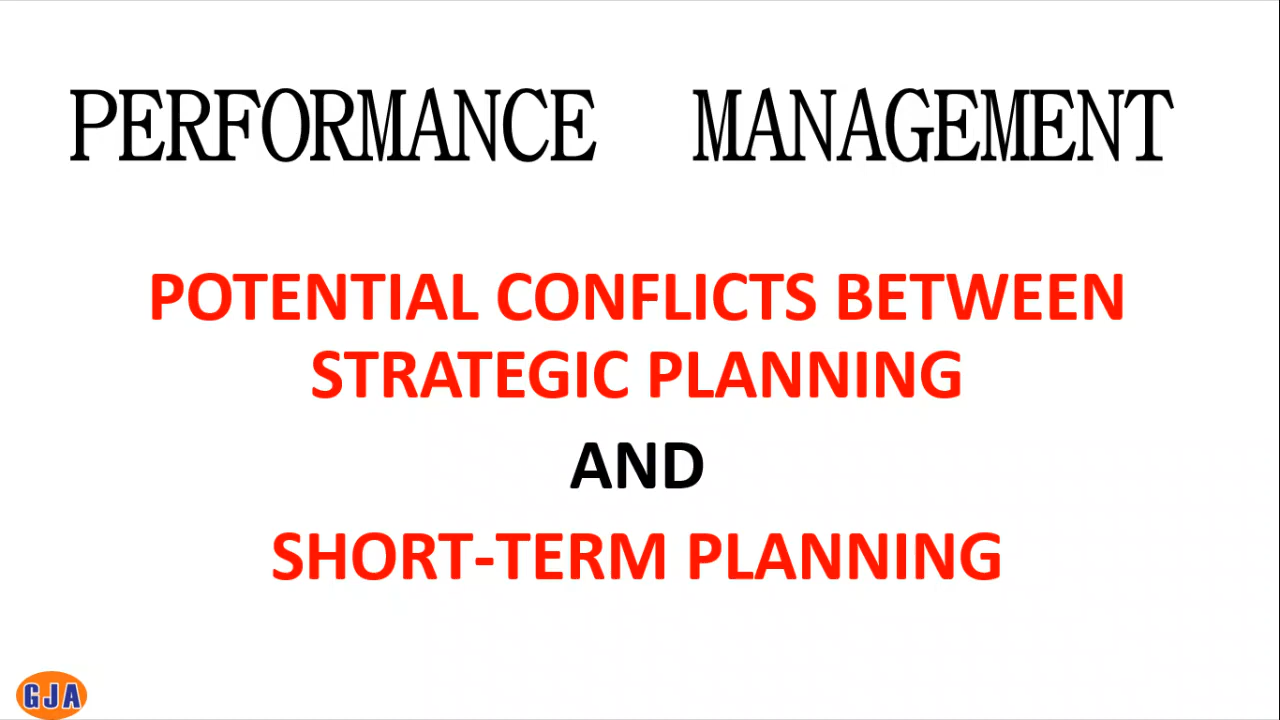 PERFORMANCE MANAGEMENT
POTENTIAL CONFLICTS BETWEEN
STRATEGIC PLANNING
AND
SHORT-TERM PLANNING
GJA